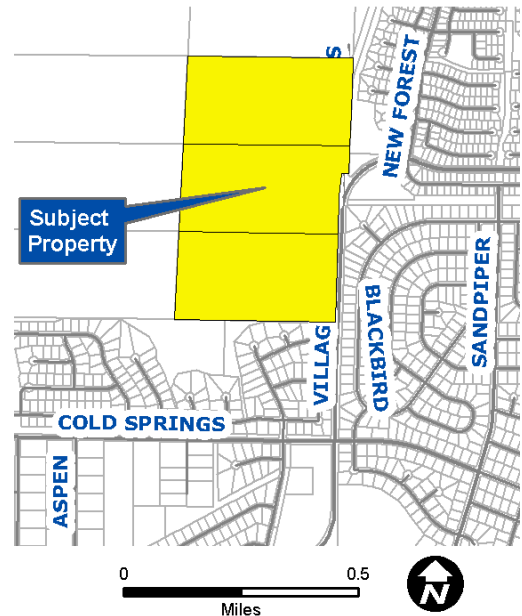 S
NEW FOREST
Subject
Property
SANDPIPER
BLACKBIRD
VILLAG
COLD SPRINGS
ASPEN
0
0.5
Miles
N